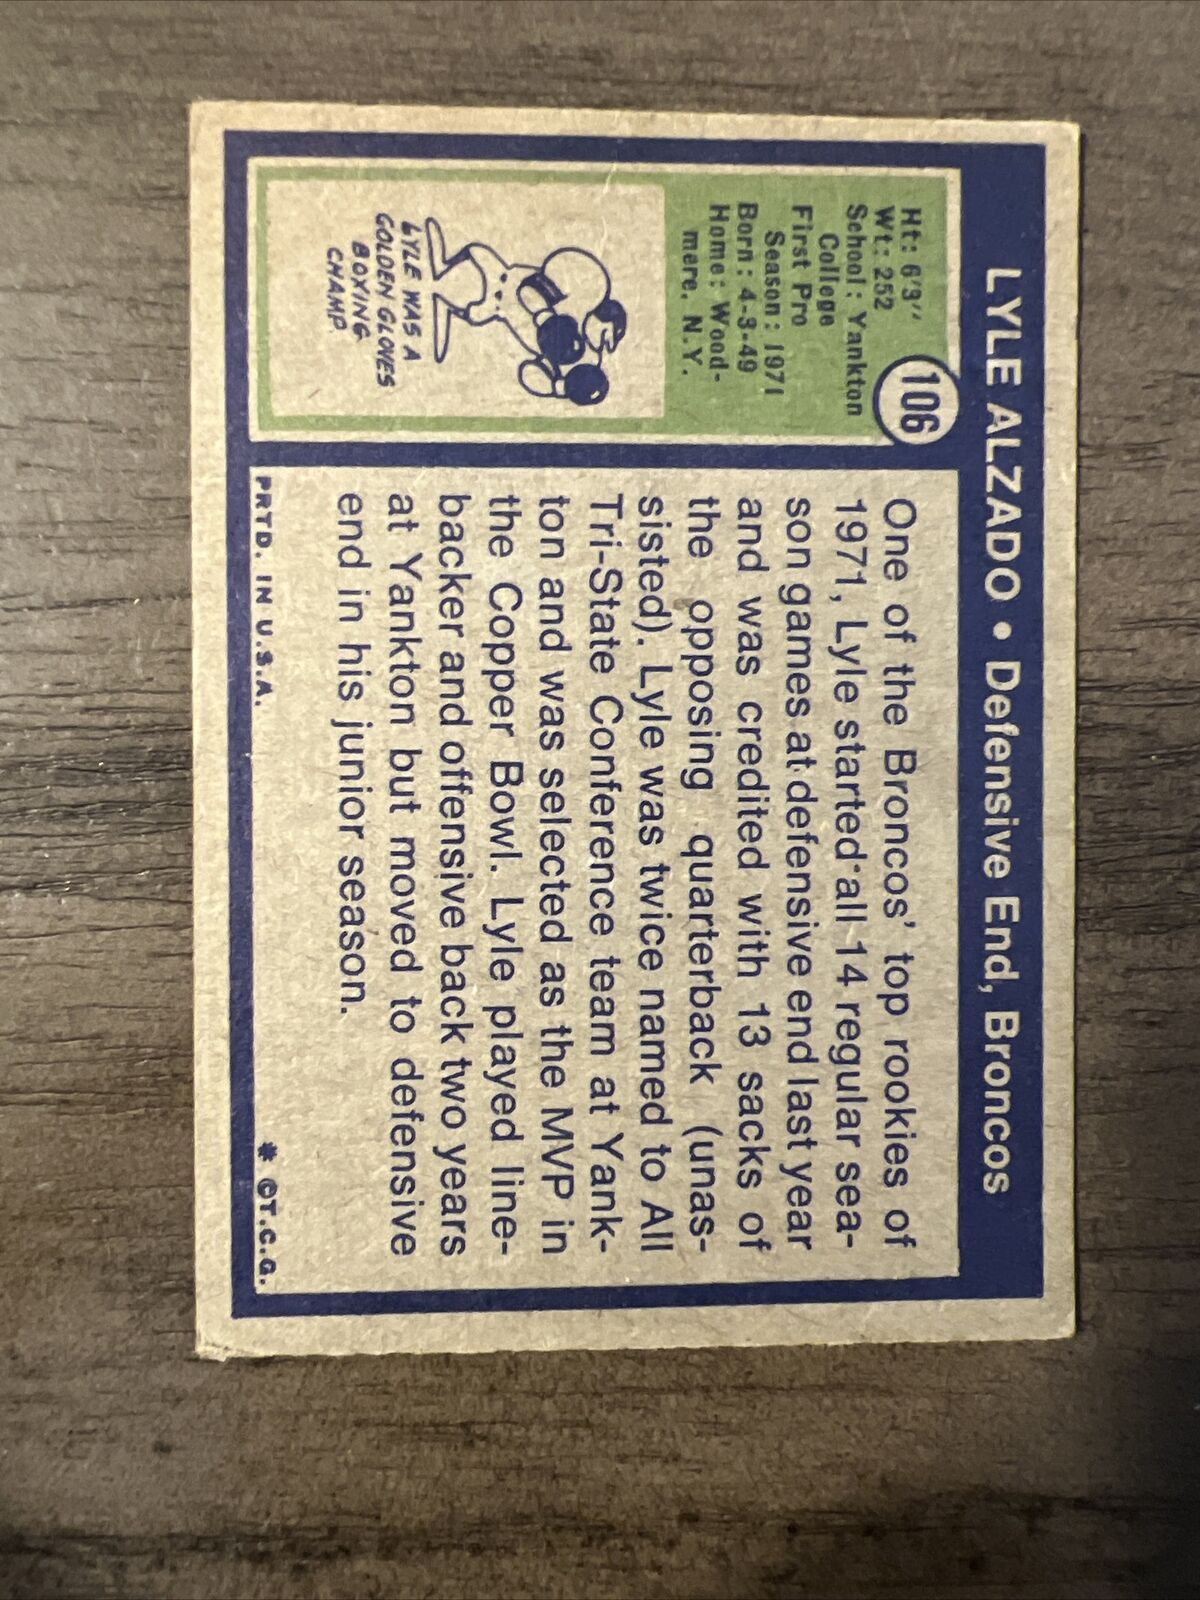 LYLE ALZADO • Defensive End, Broncos
106
Ht: 6'3"
Wt: 252
School: Yankton
College
First Pro
Season: 1971
Born: 4-3-49
Home: Wood-
mere. N.Y.
LYLE WAS A
GOLDEN GLOVES
BOXING
CHAMP
One of the Broncos' top rookies of
1971, Lyle started all 14 regular sea-
son games at defensive end last year
and was credited with 13 sacks of
the opposing quarterback (unas-
sisted). Lyle was twice named to All
Tri-State Conference team at Yank-
ton and was selected as the MVP in
the Copper Bowl. Lyle played line-
backer and offensive back two years
at Yankton but moved to defensive
end in his junior season.
PRTD. IN U.S.A.
* ©T.C.G.